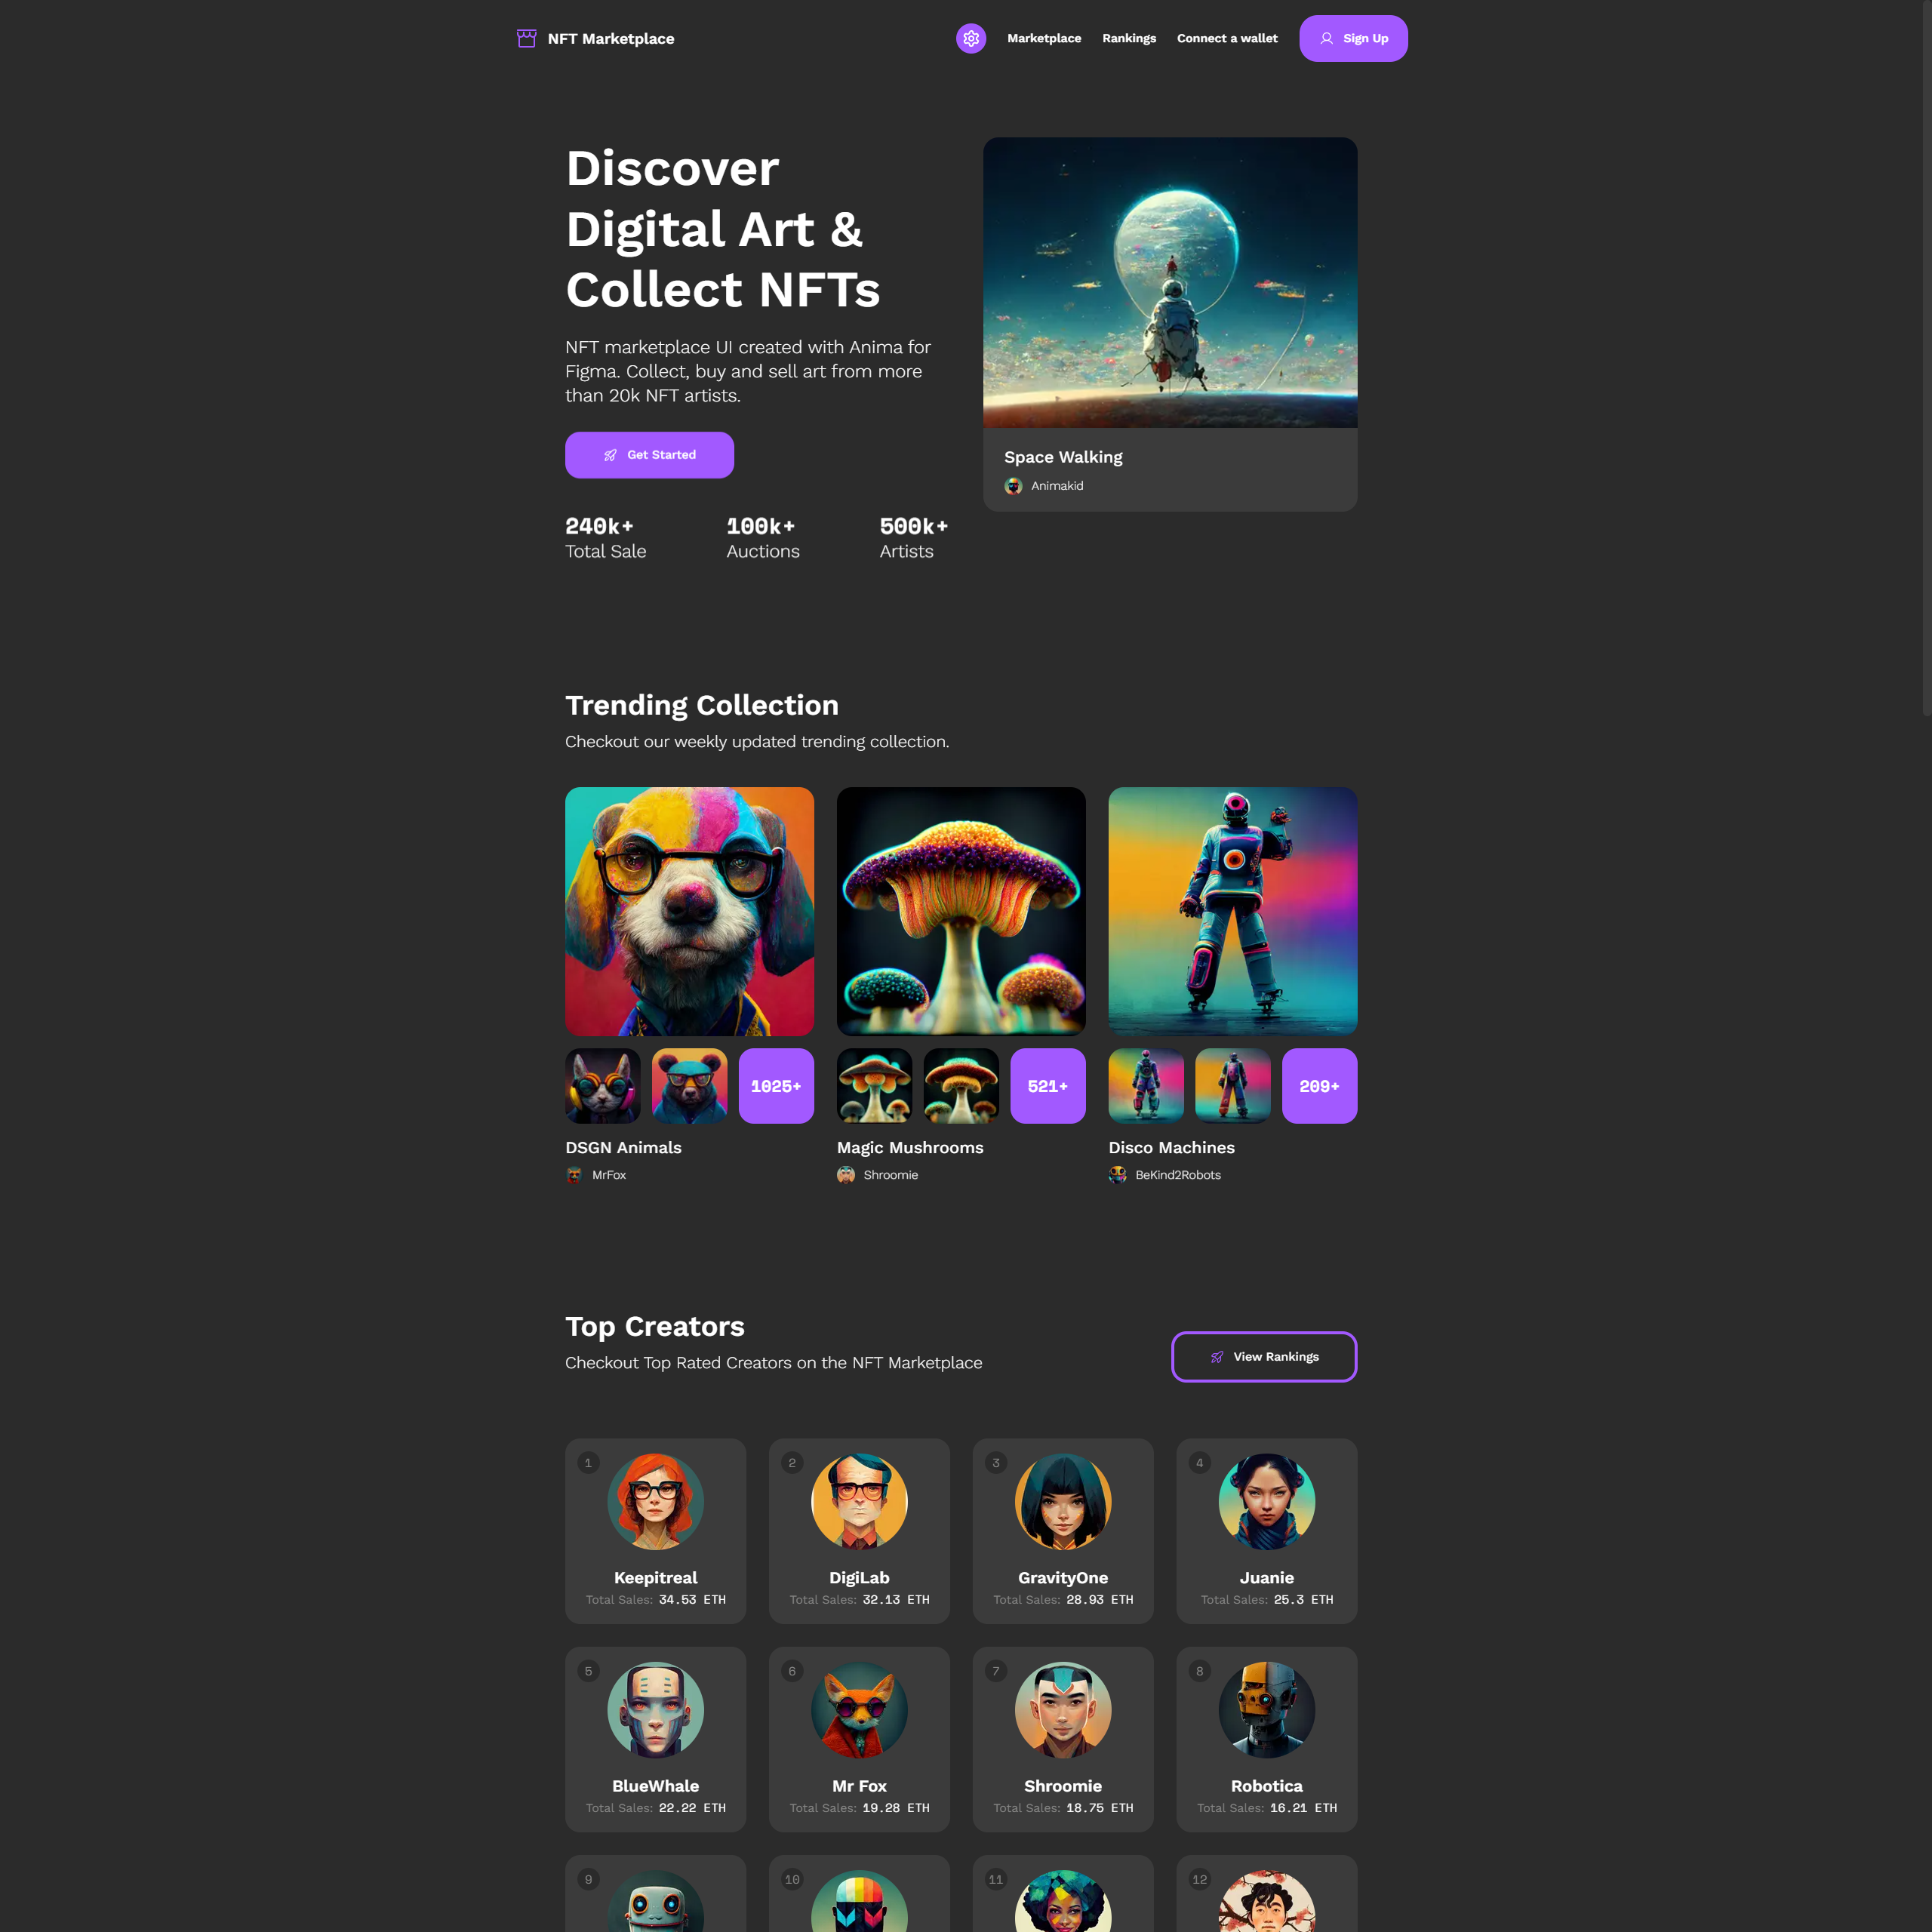 NFT Marketplace
Marketplace
Rankings
Connect a wallet
Sign Up
Discover
Digital Art &
Collect NFTs
NFT marketplace UI created with Anima for
Figma. Collect, buy and sell art from more
than 20k NFT artists.
Get Started
240k+
Total Sale
100k+
Auctions
500k+
Artists
Space Walking
Animakid
Trending Collection
Checkout our weekly updated trending collection.
1025+
DSGN Animals
MrFox
521+
Magic Mushrooms
Shroomie
209+
Disco Machines
BeKind2Robots
Top Creators
Checkout Top Rated Creators on the NFT Marketplace
View Rankings
1
Keepitreal
Total Sales: 34.53 ETH
2
DigiLab
Total Sales: 32.13 ETH
3
GravityOne
Total Sales: 28.93 ETH
4
Juanie
Total Sales: 25.3 ETH
5
BlueWhale
Total Sales: 22.22 ETH
6
Mr Fox
Total Sales: 19.28 ETH
7
Shroomie
Total Sales: 18.75 ETH
8
Robotica
Total Sales: 16.21 ETH
9
10
11
12